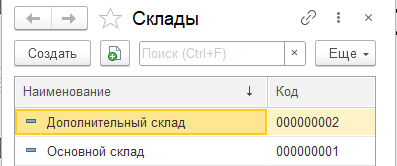 Склады
Создать Поиск (Ctrl+F) × Еще
Наименование ↓ Код
Дополнительный склад 000000002
Основной склад 000000001